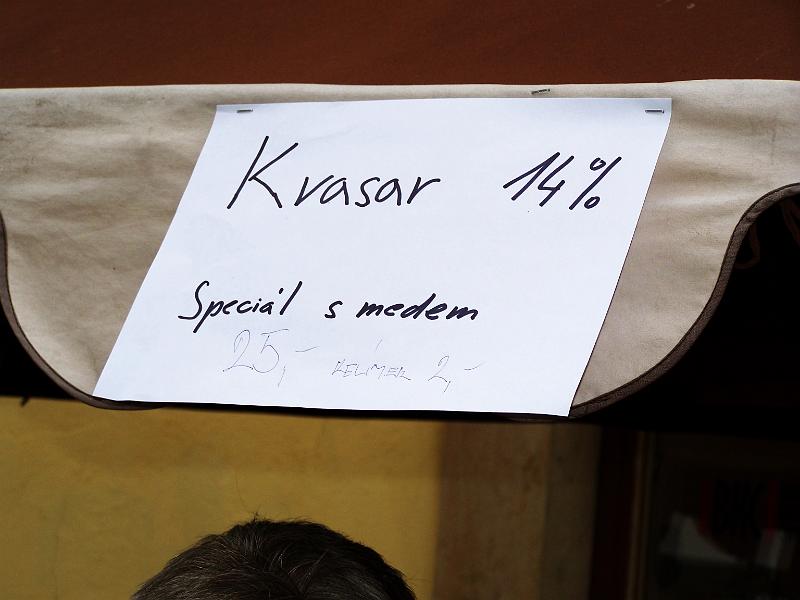 Kvasar 14%
Speciál s medem
25,- KELÍMEK 2,-